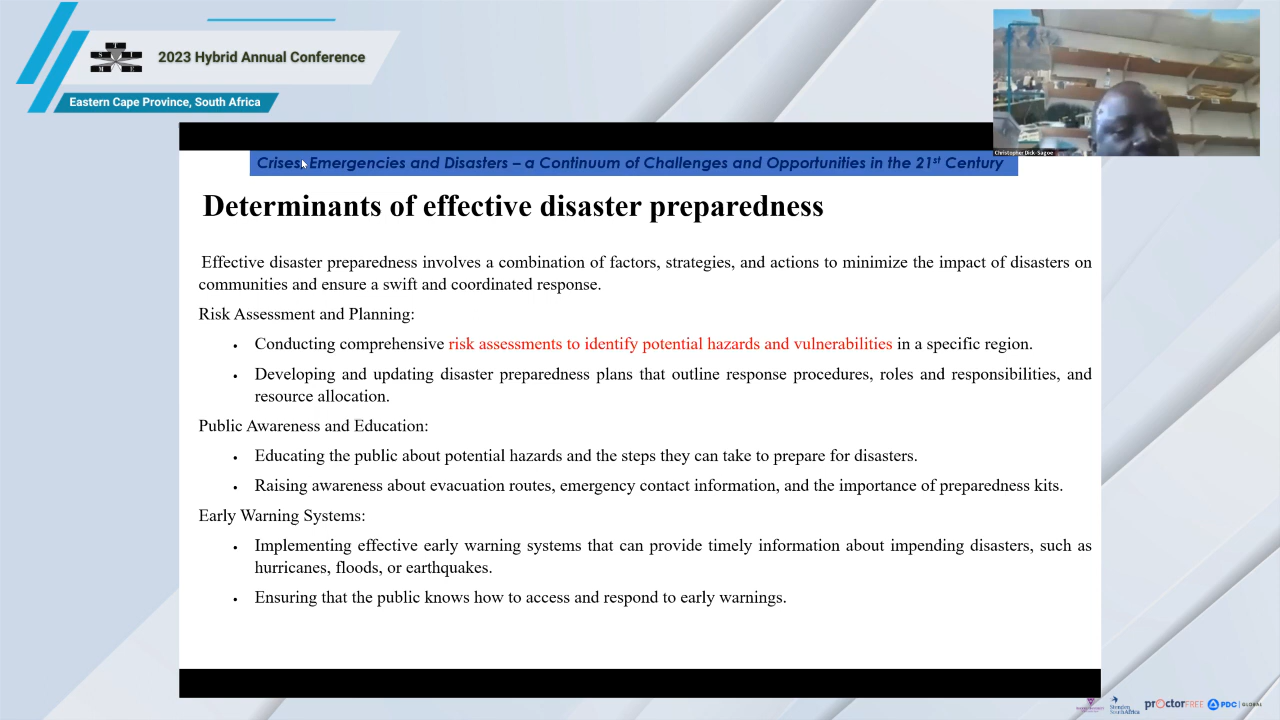 S T I M E
2023 Hybrid Annual Conference
Eastern Cape Province, South Africa
Christopher Dick-Sagoe
Crises, Emergencies and Disasters – a Continuum of Challenges and Opportunities in the 21st Century
Determinants of effective disaster preparedness
Effective disaster preparedness involves a combination of factors, strategies, and actions to minimize the impact of disasters on
communities and ensure a swift and coordinated response.
Risk Assessment and Planning:
• Conducting comprehensive risk assessments to identify potential hazards and vulnerabilities in a specific region.
• Developing and updating disaster preparedness plans that outline response procedures, roles and responsibilities, and
resource allocation.
Public Awareness and Education:
• Educating the public about potential hazards and the steps they can take to prepare for disasters.
• Raising awareness about evacuation routes, emergency contact information, and the importance of preparedness kits.
Early Warning Systems:
• Implementing effective early warning systems that can provide timely information about impending disasters, such as
hurricanes, floods, or earthquakes.
• Ensuring that the public knows how to access and respond to early warnings.
Stenden
South Africa
prOctorFREE
PDC | GLOBAL